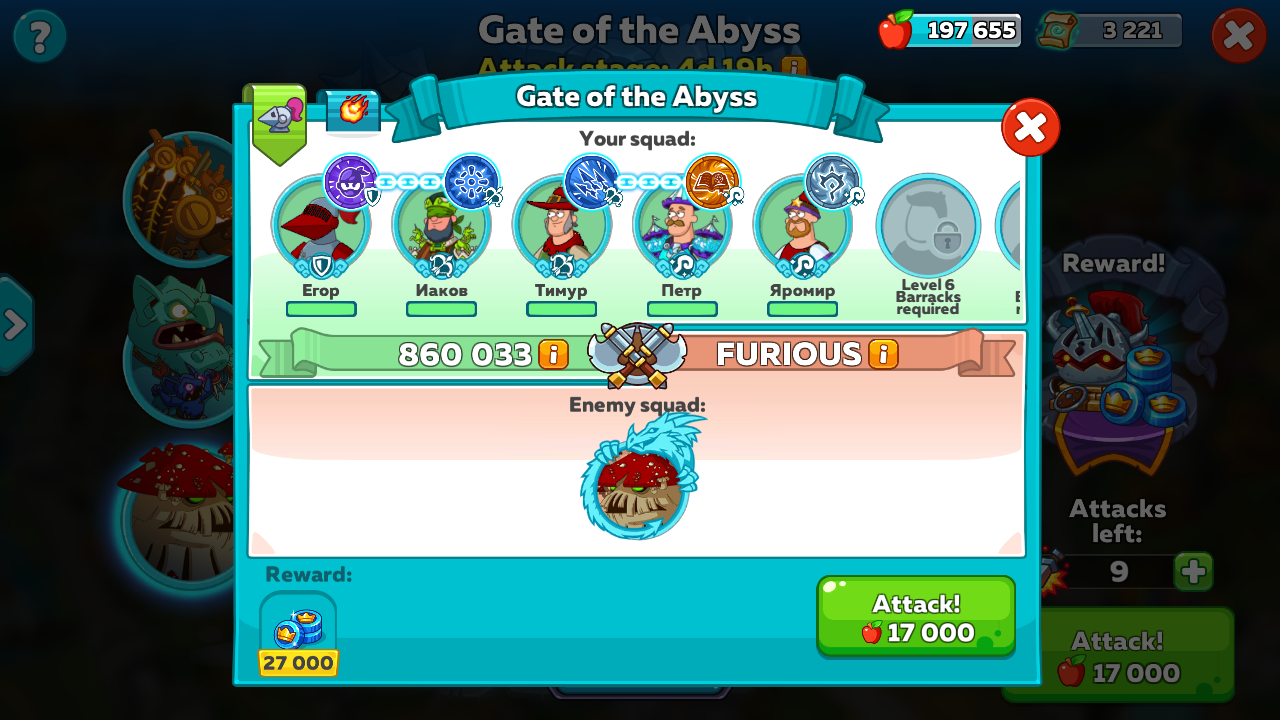 ?
Gate of the Abyss
Attack stage: 4d 19h i
197 655
3 221
Gate of the Abyss
Your squad:
Егор
Иаков
Тимур
Петр
Яромир
Level 6
Barracks
required
860 033 i
FURIOUS i
Enemy squad:
Reward:
27 000
Attack!
17 000
Reward!
Attacks
left:
9
Attack!
17 000